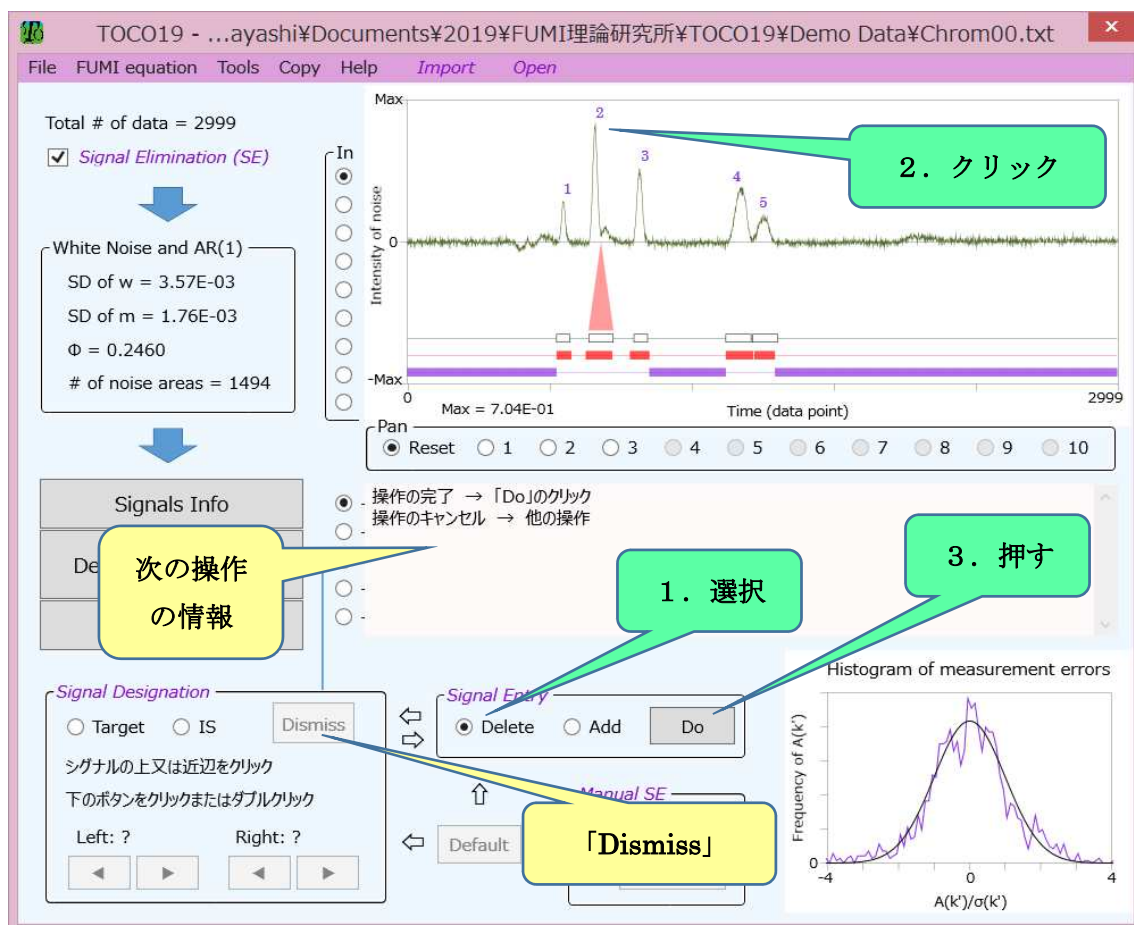 TOCO19 - ...ayashi¥Documents¥2019¥FUMI理論研究所¥TOCO19¥Demo Data¥Chrom00.txt
File FUMI equation Tools Copy Help Import Open
Total # of data = 2999
Signal Elimination (SE)
White Noise and AR(1)
SD of w = 3.57E-03
SD of m = 1.76E-03
Φ = 0.2460
# of noise areas = 1494
In
Max
Intensity of noise
0
-Max
1
2
3
4
5
2.クリック
0
2999
Max = 7.04E-01
Time (data point)
Pan
Reset 1 2 3 4 5 6 7 8 9 10
Signals Info
De
操作の完了 → 「Do」のクリック
操作のキャンセル → 他の操作
次の操作
の情報
1.選択
3.押す
Signal Designation
Target IS Dismiss
シグナルの上又は近辺をクリック
下のボタンをクリックまたはダブルクリック
Left: ? Right: ?
Signal Entry
Delete Add Do
Manual SE
Default
「Dismiss」
Histogram of measurement errors
Frequency of A(k')
0
-4 0 4
A(k')/σ(k')